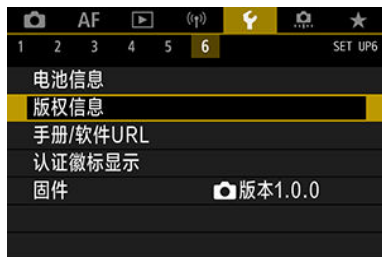 AF
1 2 3 4 5 6 SET UP6
电池信息
版权信息
手册/软件URL
认证徽标显示
固件 版本1.0.0